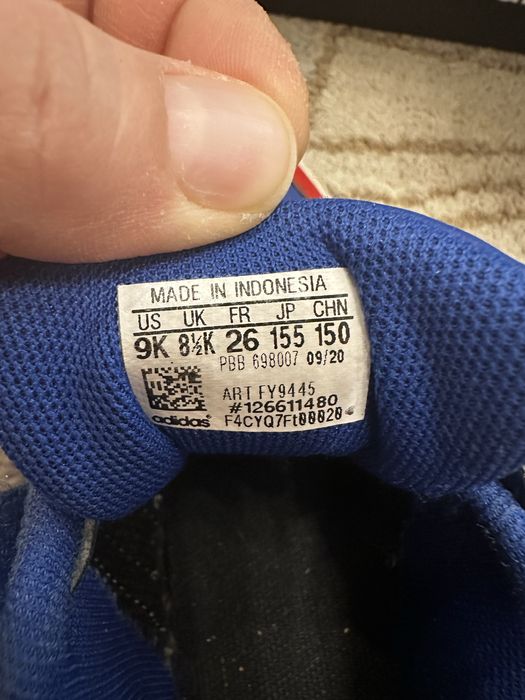 MADE IN INDONESIA
US UK FR JP CHN
9K 8½K 26 155 150
PBB 698007 09/20
ART FY9445
#126611480
adidas F4CYQ7Ft00020